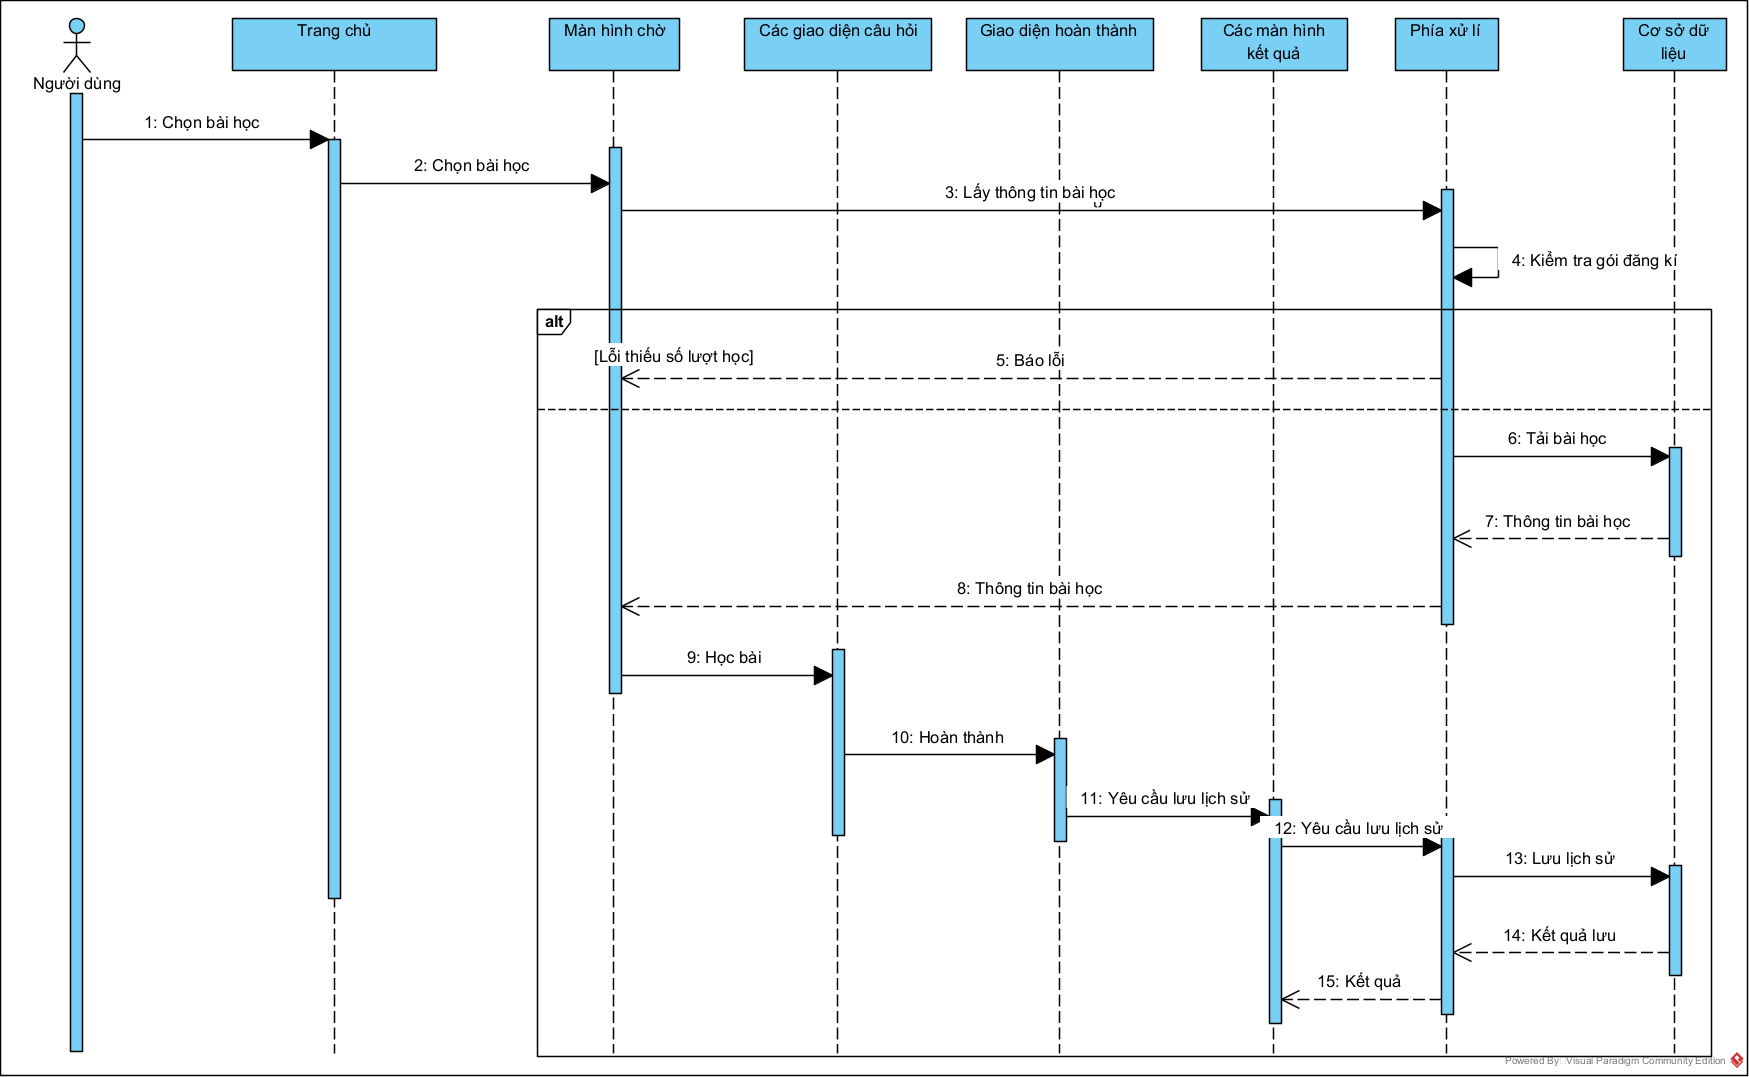 Trang chủ
Màn hình chờ
Các giao diện câu hỏi
Giao diện hoàn thành
Các màn hình
kết quả
Phía xử lí
Cơ sở dữ
liệu
Người dùng
1: Chọn bài học
2: Chọn bài học
3: Lấy thông tin bài học
4: Kiểm tra gói đăng kí
alt
[Lỗi thiếu số lượt học]
5: Báo lỗi
6: Tải bài học
7: Thông tin bài học
8: Thông tin bài học
9: Học bài
10: Hoàn thành
11: Yêu cầu lưu lịch sử
12: Yêu cầu lưu lịch sử
13: Lưu lịch sử
14: Kết quả lưu
15: Kết quả
Powered By: Visual Paradigm Community Edition